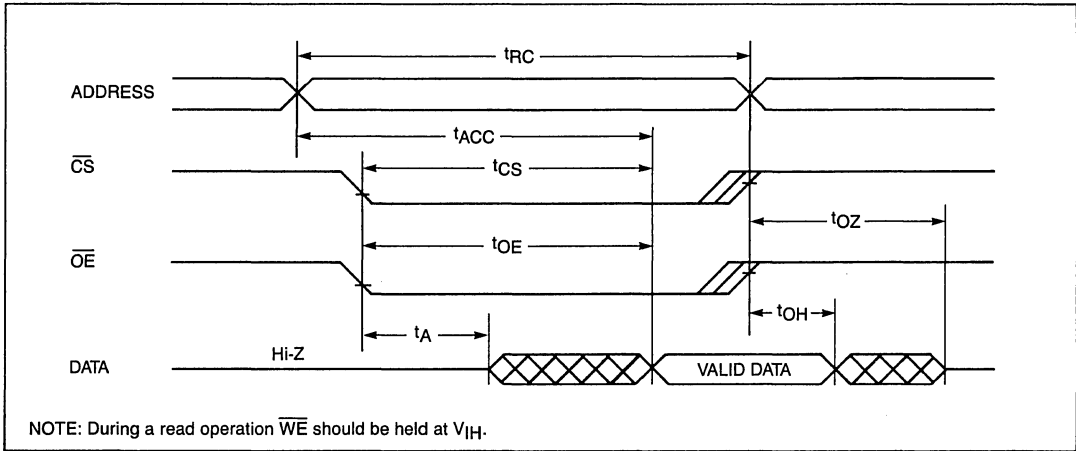 tRC
ADDRESS
tACC
CS
tCS
tOZ
OE
tOE
tOH
tA
Hi-Z
DATA
VALID DATA
NOTE: During a read operation WE should be held at VIH.